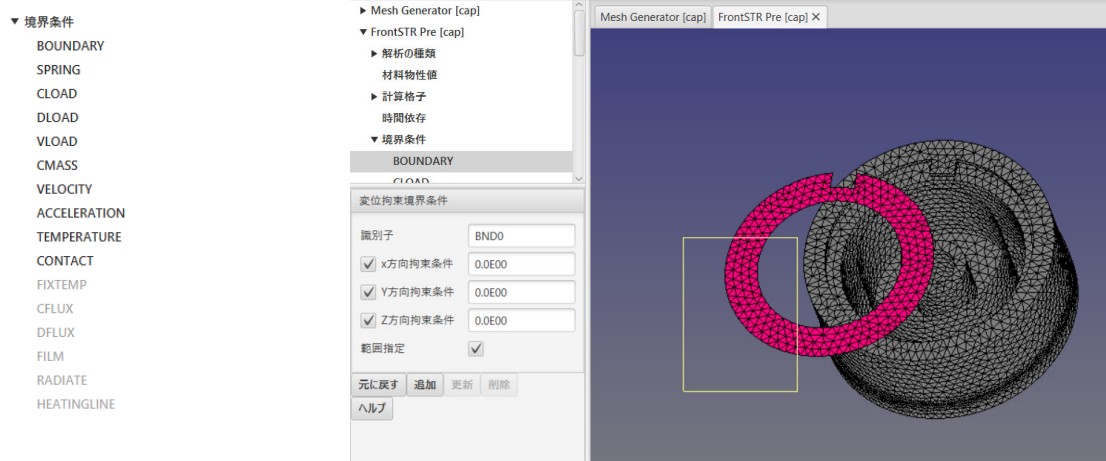 ▼ 境界条件
BOUNDARY
SPRING
CLOAD
DLOAD
VLOAD
CMASS
VELOCITY
ACCELERATION
TEMPERATURE
CONTACT
FIXTEMP
CFLUX
DFLUX
FILM
RADIATE
HEATINGLINE
▶ Mesh Generator [cap]
▼ FrontSTR Pre [cap]
▶ 解析の種類
材料物性値
▶ 計算格子
時間依存
▼ 境界条件
BOUNDARY
CLOAD
変位拘束境界条件
識別子 BND0
x方向拘束条件 0.0E00
Y方向拘束条件 0.0E00
Z方向拘束条件 0.0E00
範囲指定
元に戻す 追加 更新 削除
ヘルプ
Mesh Generator [cap] FrontSTR Pre [cap] ✕